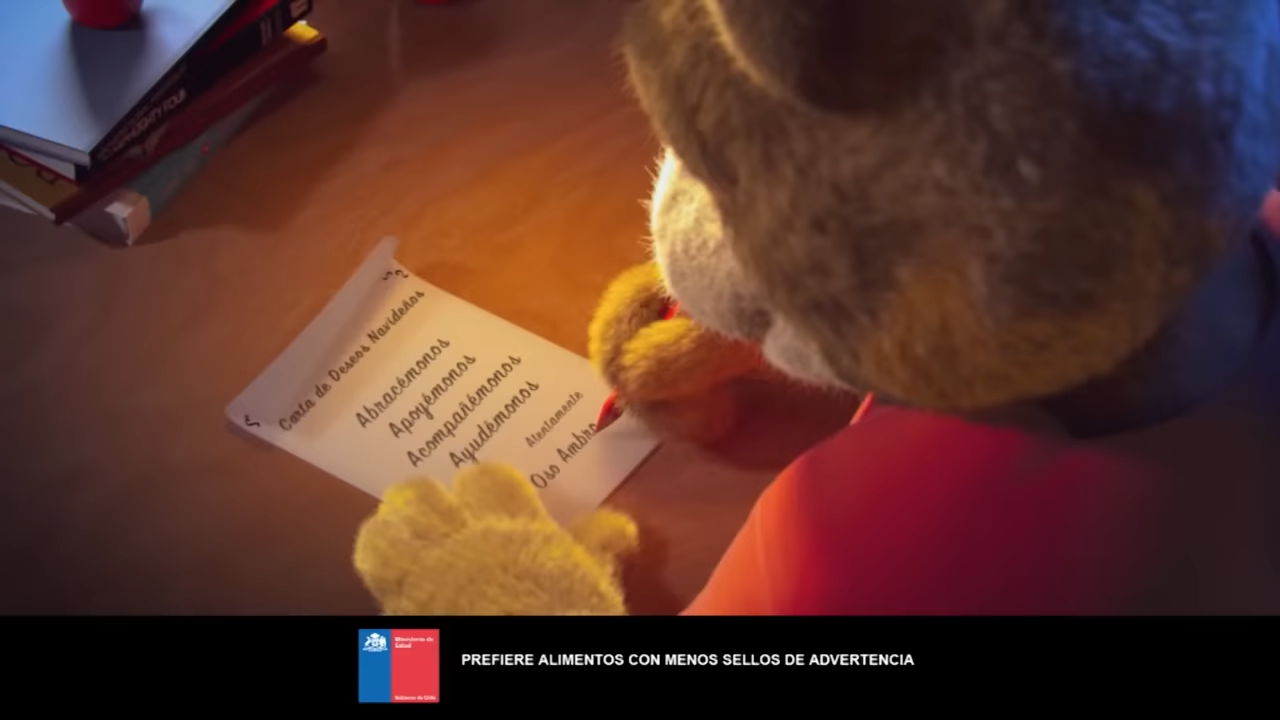 Carta de Deseos Navideños
Abracémonos
Apoyémonos
Acompañémonos
Ayudémonos
Atentamente
Oso Ambro
Ministerio de
Salud
Gobierno de Chile
PREFIERE ALIMENTOS CON MENOS SELLOS DE ADVERTENCIA